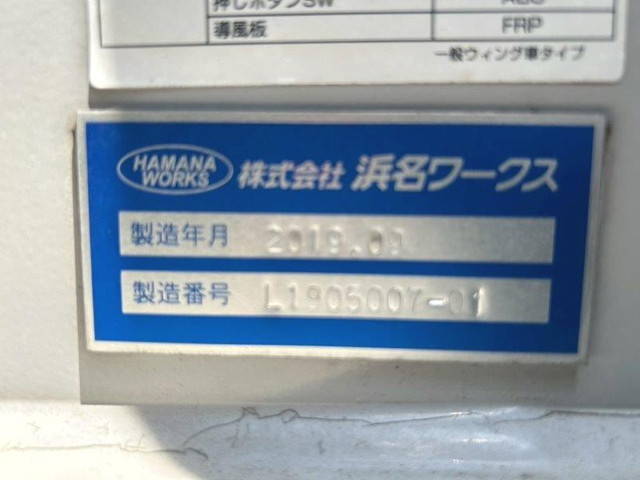 押しボタンSW ABS
導風板 FRP
一般ウィング車タイプ
HAMANA WORKS 株式会社 浜名ワークス
製造年月 2019.09
製造番号 L1905007-01